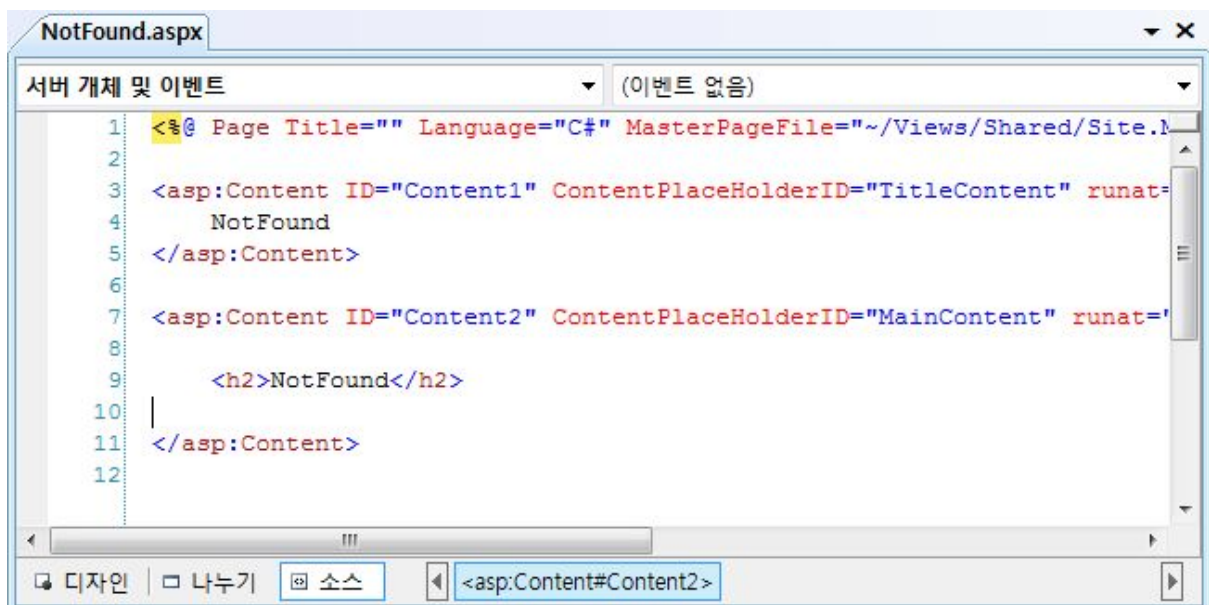 NotFound.aspx
서버 개체 및 이벤트 (이벤트 없음)
1 <%@ Page Title="" Language="C#" MasterPageFile="~/Views/Shared/Site.
2
3 <asp:Content ID="Content1" ContentPlaceHolderID="TitleContent" runat=
4 NotFound
5 </asp:Content>
6
7 <asp:Content ID="Content2" ContentPlaceHolderID="MainContent" runat="
8
9 <h2>NotFound</h2>
10
11 </asp:Content>
12
디자인 나누기 소스 <asp:Content#Content2>